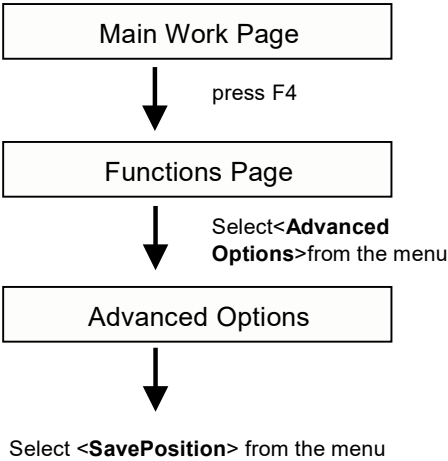 Main Work Page
press F4
Functions Page
Select<Advanced
Options>from the menu
Advanced Options
Select <SavePosition> from the menu